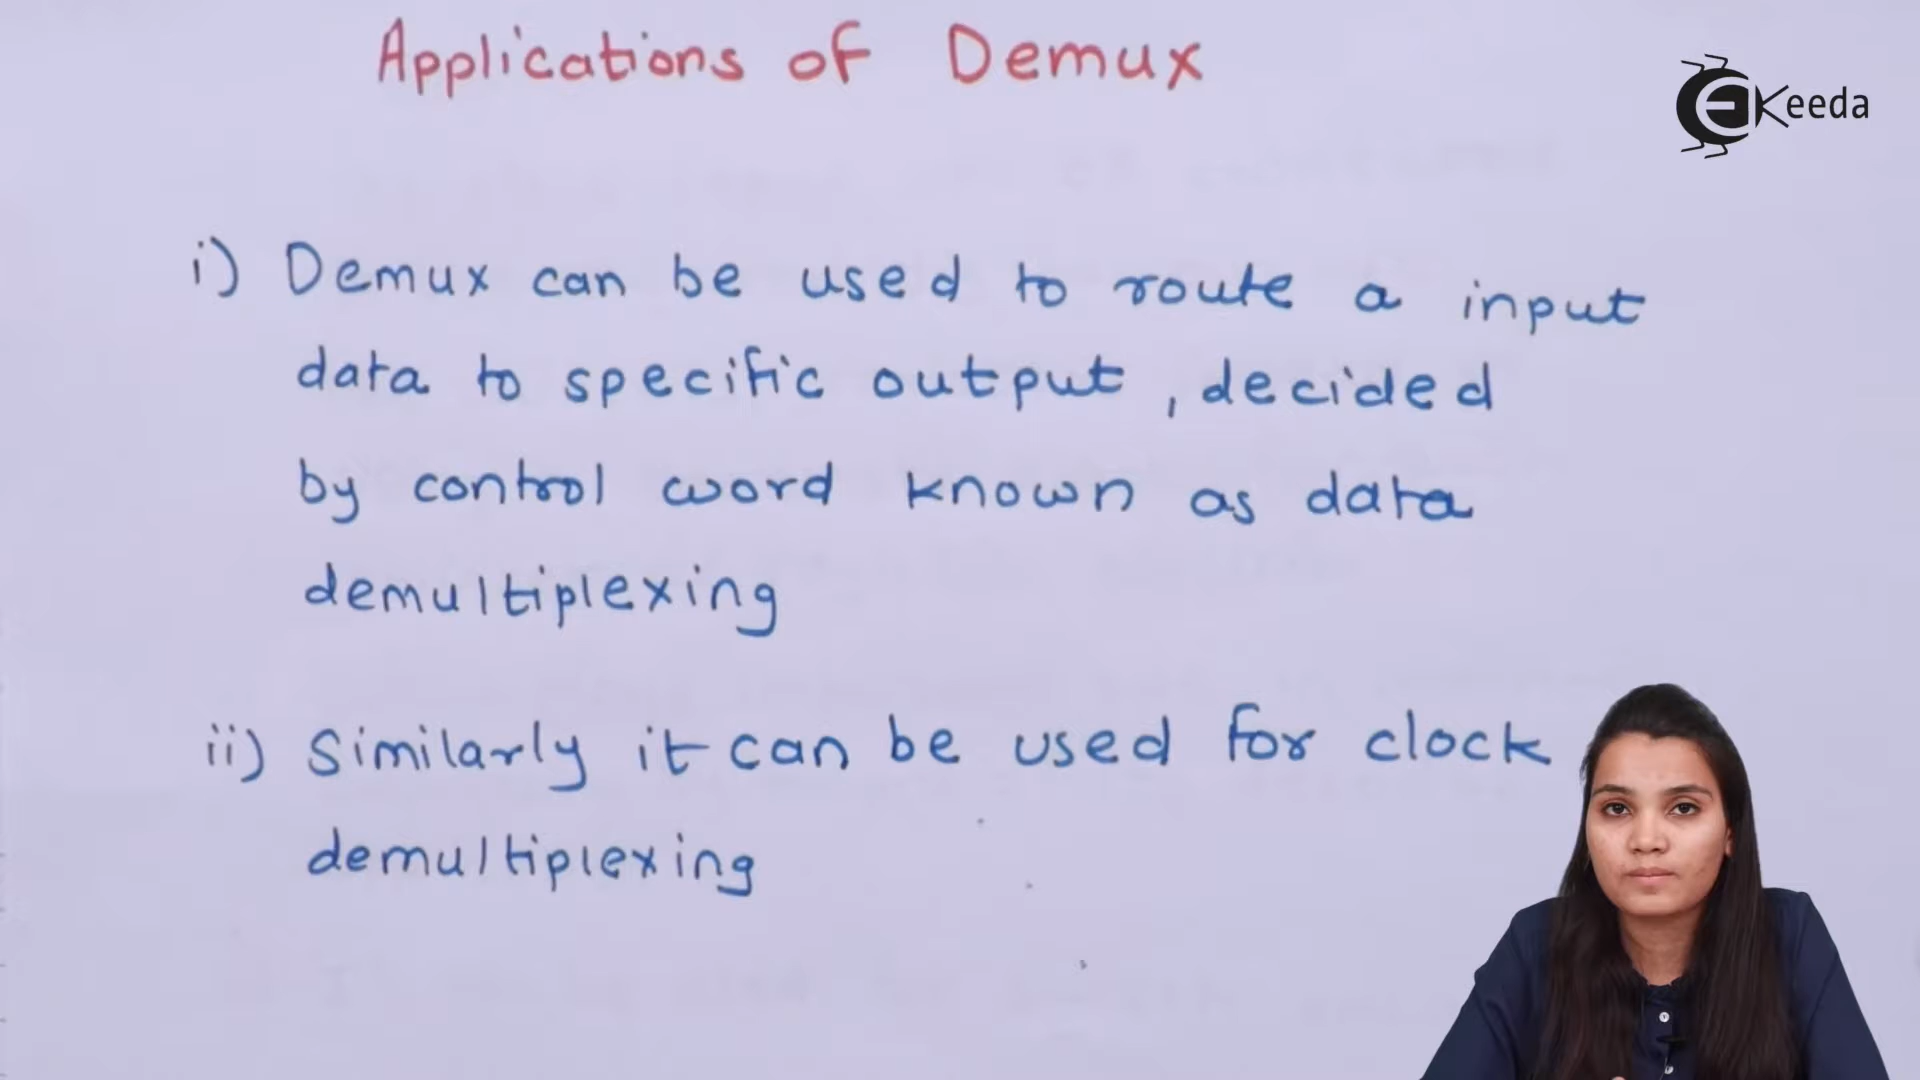 Applications of Demux
EKeeda
i) Demux can be used to route a input
data to specific output, decided
by control word known as data
demultiplexing
ii) Similarly it can be used for clock
demultiplexing